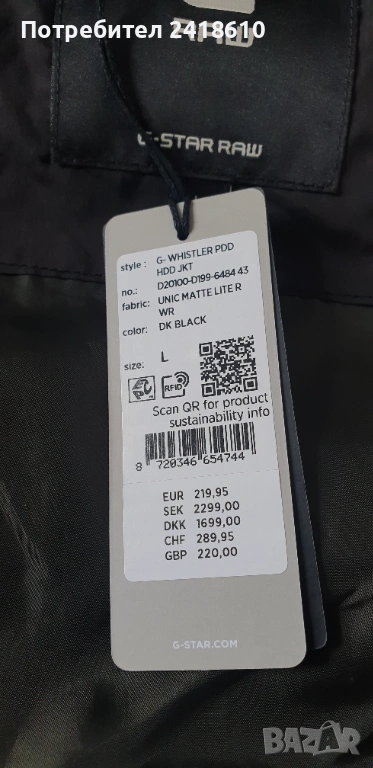 Потребител 2418610
RAW
G-STAR RAW
style : G- WHISTLER PDD
HDD JKT
no.: D20100-D199-6484 43
fabric: UNIC MATTE LITE R
WR
color: DK BLACK
size: L
RFID
Scan QR for product
sustainability info
8 720346 654744
EUR 219,95
SEK 2299,00
DKK 1699,00
CHF 289,95
GBP 220,00
G-STAR.COM
BAZAR